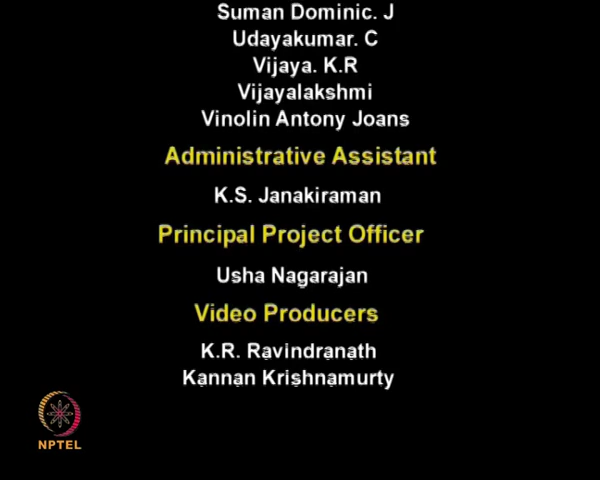 Suman Dominic. J
Udayakumar. C
Vijaya. K.R
Vijayalakshmi
Vinolin Antony Joans
Administrative Assistant
K.S. Janakiraman
Principal Project Officer
Usha Nagarajan
Video Producers
K.R. Ravindranath
Kannan Krishnamurty
NPTEL